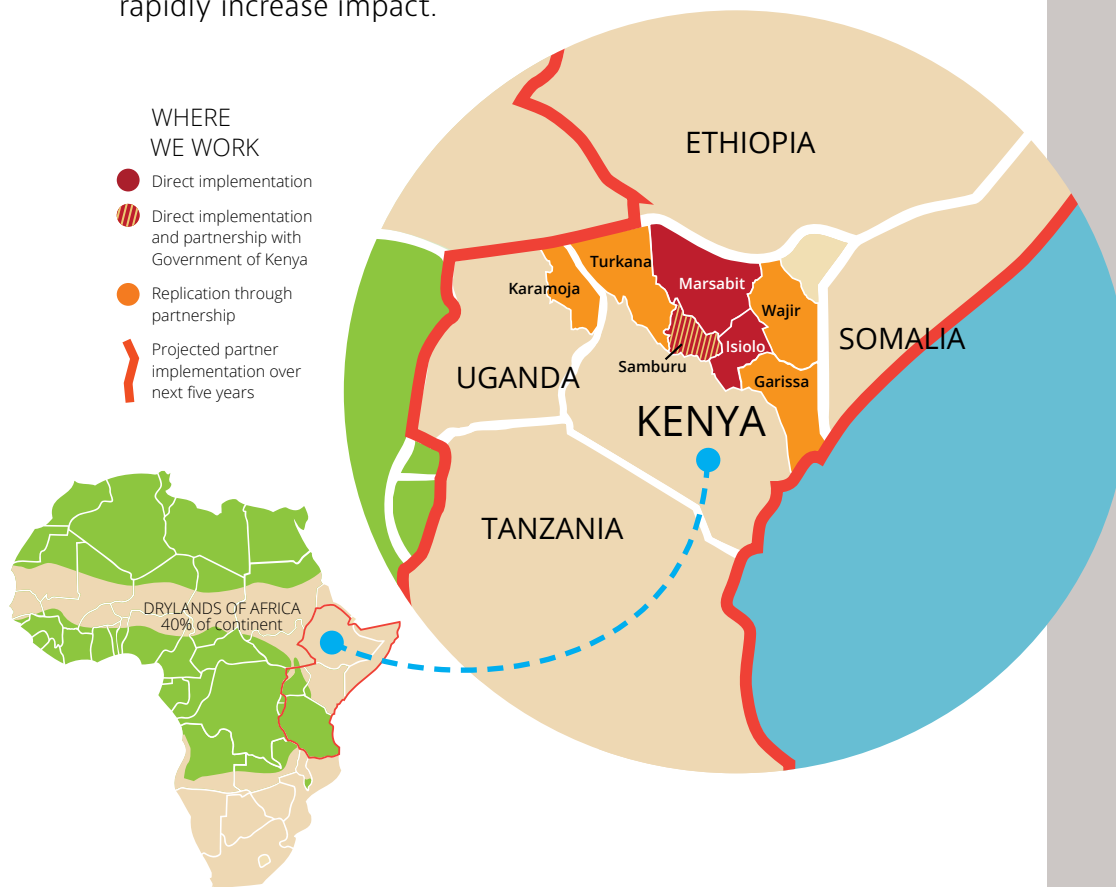 rapidly increase impact.
WHERE
WE WORK
Direct implementation
Direct implementation
and partnership with
Government of Kenya
Replication through
partnership
Projected partner
implementation over
next five years
ETHIOPIA
Turkana
Karamoja
Marsabit
Wajir
Isiolo
SOMALIA
Samburu
UGANDA
Garissa
KENYA
TANZANIA
DRYLANDS OF AFRICA
40% of continent